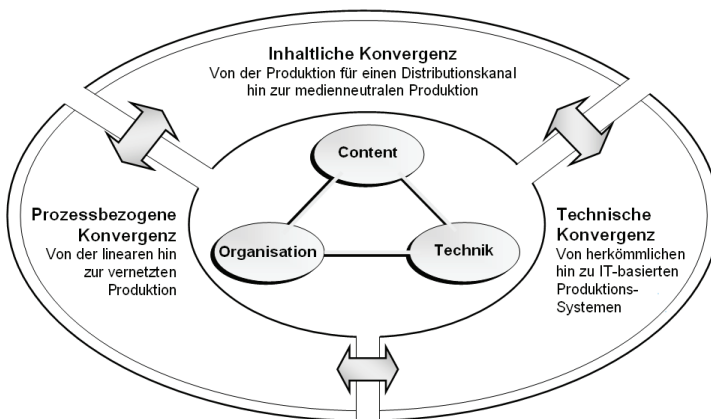 Inhaltliche Konvergenz
Von der Produktion für einen Distributionskanal
hin zur medienneutralen Produktion
Content
Organisation
Technik
Prozessbezogene
Konvergenz
Von der linearen hin
zur vernetzten
Produktion
Technische
Konvergenz
Von herkömmlichen
hin zu IT-basierten
Produktions-
Systemen